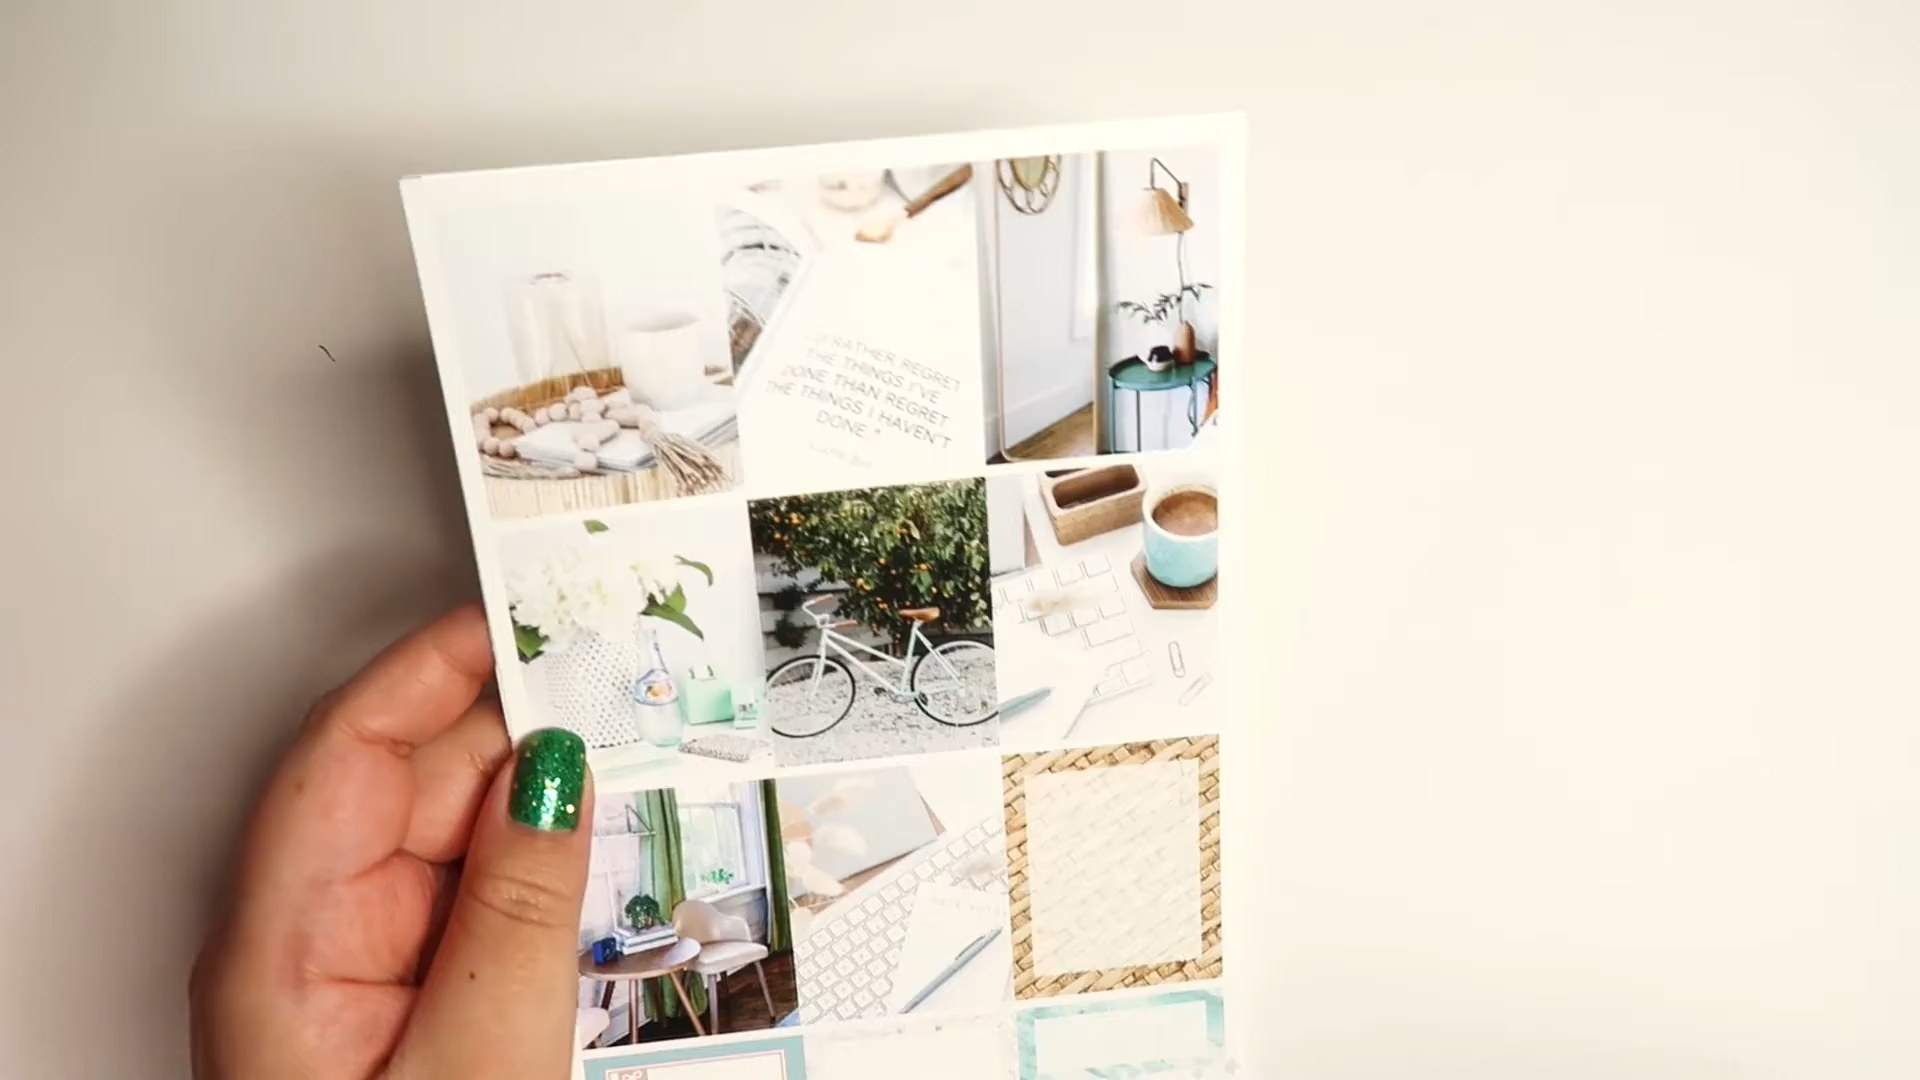 RATHER REGRET
THE THINGS I'VE
DONE THAN REGRET
THE THINGS I HAVEN'T
DONE."